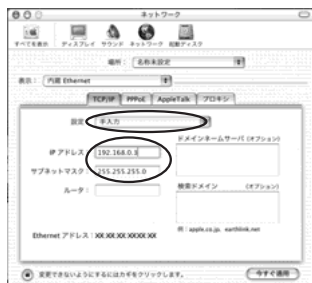 ネットワーク
すべてを表示 ディスプレイ サウンド ネットワーク 起動ディスク
場所： 名称未設定
表示： 内蔵 Ethernet
TCP/IP PPPoE AppleTalk プロキシ
設定： 手入力
ドメインネームサーバ (オプション)
IP アドレス： 192.168.0.3
サブネットマスク： 255.255.255.0
ルータ：
検索ドメイン (オプション)
Ethernet アドレス： XX XX XX XX XX XX
例： apple.co.jp, earthlink.net
変更できないようにするにはカギをクリックします。
今すぐ適用